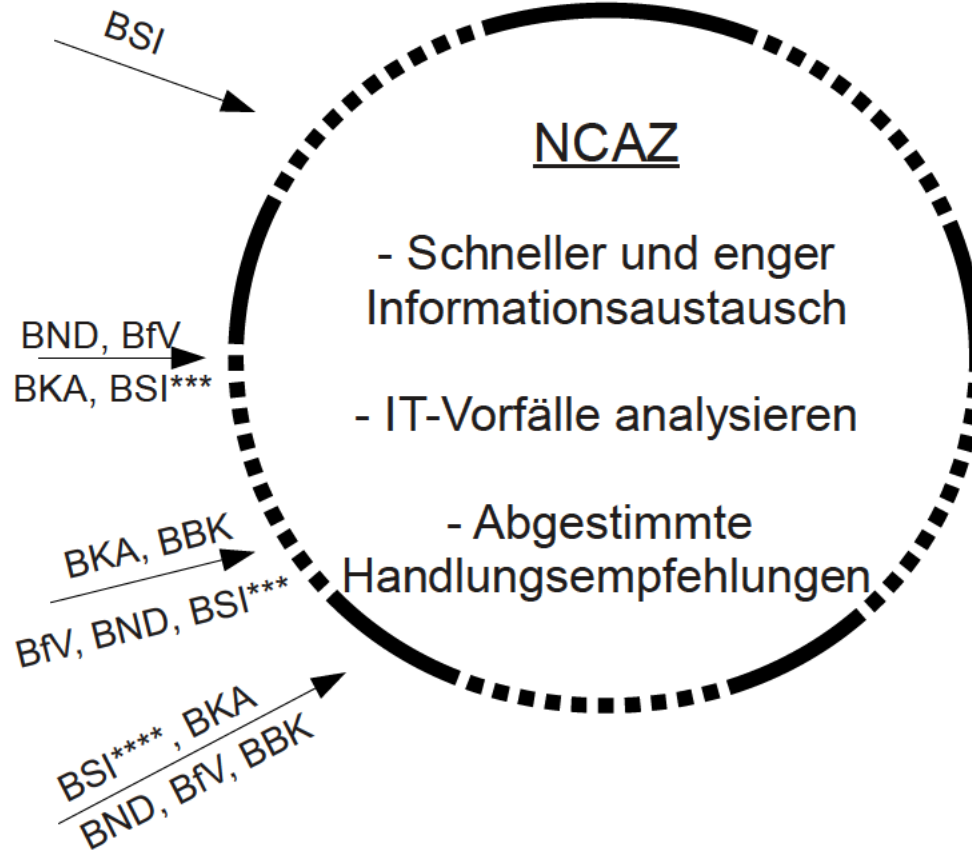 BSI
NCAZ
- Schneller und enger
Informationsaustausch
BND, BfV
BKA, BSI***
- IT-Vorfälle analysieren
BKA, BBK
BfV, BND, BSI***
- Abgestimmte
Handlungsempfehlungen
BSI**** , BKA
BND, BfV, BBK